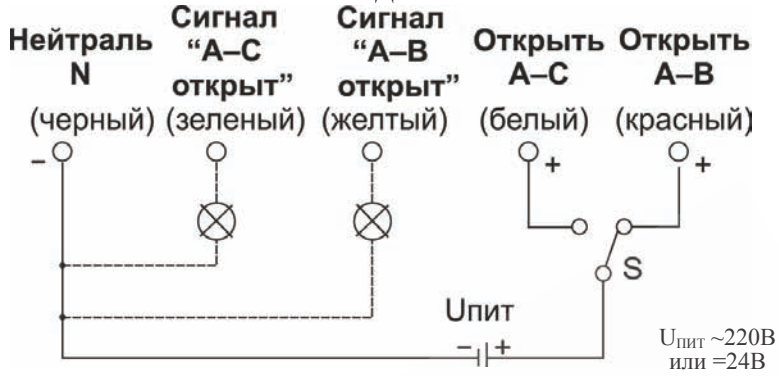 Нейтраль
N
(черный)
Сигнал
“А–С
открыт”
(зеленый)
Сигнал
“А–В
открыт”
(желтый)
Открыть
А–С
(белый)
Открыть
А–В
(красный)
–
+
+
S
Uпит
– +
Uпит ~220В
или =24В